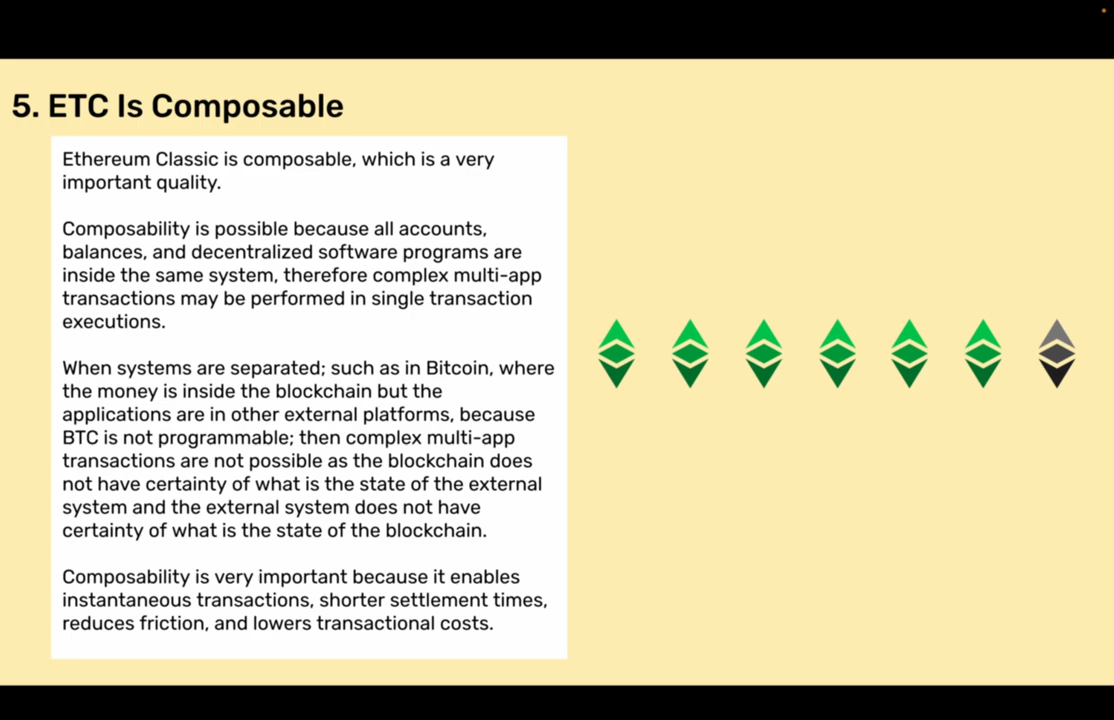 5. ETC Is Composable
Ethereum Classic is composable, which is a very
important quality.
Composability is possible because all accounts,
balances, and decentralized software programs are
inside the same system, therefore complex multi-app
transactions may be performed in single transaction
executions.
When systems are separated; such as in Bitcoin, where
the money is inside the blockchain but the
applications are in other external platforms, because
BTC is not programmable; then complex multi-app
transactions are not possible as the blockchain does
not have certainty of what is the state of the external
system and the external system does not have
certainty of what is the state of the blockchain.
Composability is very important because it enables
instantaneous transactions, shorter settlement times,
reduces friction, and lowers transactional costs.